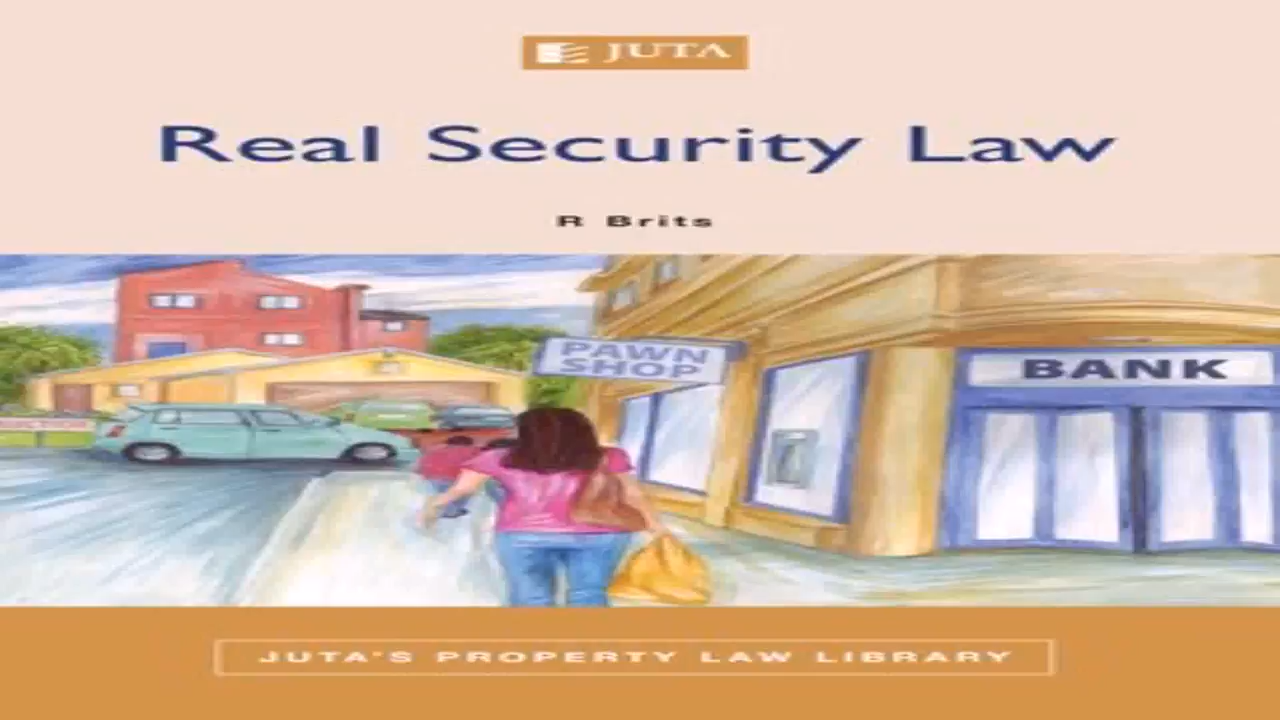 JUTA
Real Security Law
R Brits
PAWN
SHOP
BANK
JUTA'S PROPERTY LAW LIBRARY